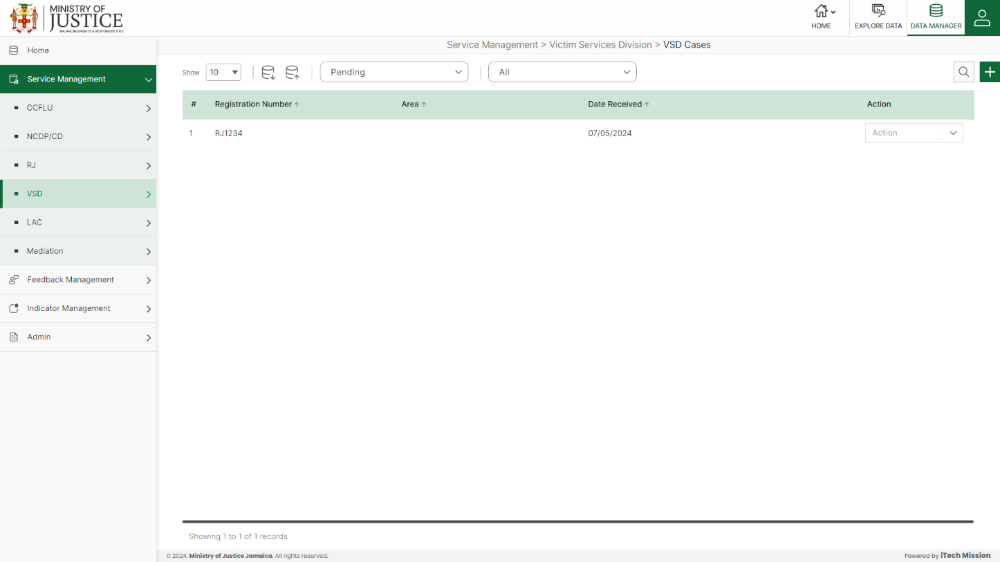 MINISTRY OF
JUSTICE
BALANCING RIGHTS & RESPONSIBILITIES
HOME
EXPLORE DATA
DATA MANAGER
Home
Service Management
CCFLU
NCDP/CD
RJ
VSD
LAC
Mediation
Feedback Management
Indicator Management
Admin
Service Management > Victim Services Division > VSD Cases
Show 10 Pending All
# Registration Number Area Date Received Action
1 RJ1234 07/05/2024 Action
Showing 1 to 1 of 1 records
© 2024. Ministry of Justice Jamaica. All rights reserved. Powered by iTech Mission